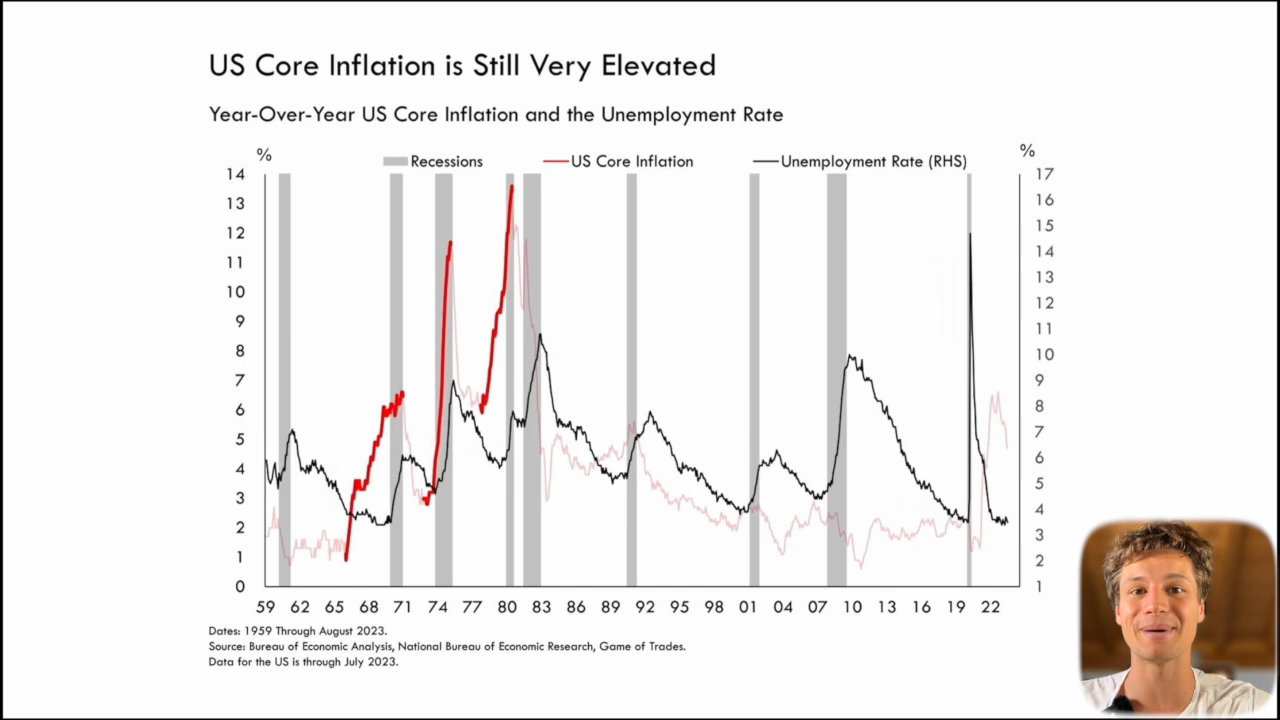 US Core Inflation is Still Very Elevated
Year-Over-Year US Core Inflation and the Unemployment Rate
% Recessions US Core Inflation Unemployment Rate (RHS) %
14 17
13 16
12 15
11 14
10 13
9 12
8 11
7 10
6 9
5 8
4 7
3 6
2 5
1 4
0 3
2
1
59 62 65 68 71 74 77 80 83 86 89 92 95 98 01 04 07 10 13 16 19 22
Dates: 1959 Through August 2023.
Source: Bureau of Economic Analysis, National Bureau of Economic Research, Game of Trades.
Data for the US is through July 2023.